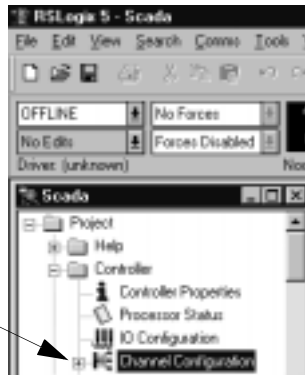 RSLogix 5 - Scada
File Edit View Search Comms Tools
OFFLINE No Forces
No Edits Forces Disabled
Driver: (unknown) No
Scada
Project
Help
Controller
Controller Properties
Processor Status
IO Configuration
Channel Configuration